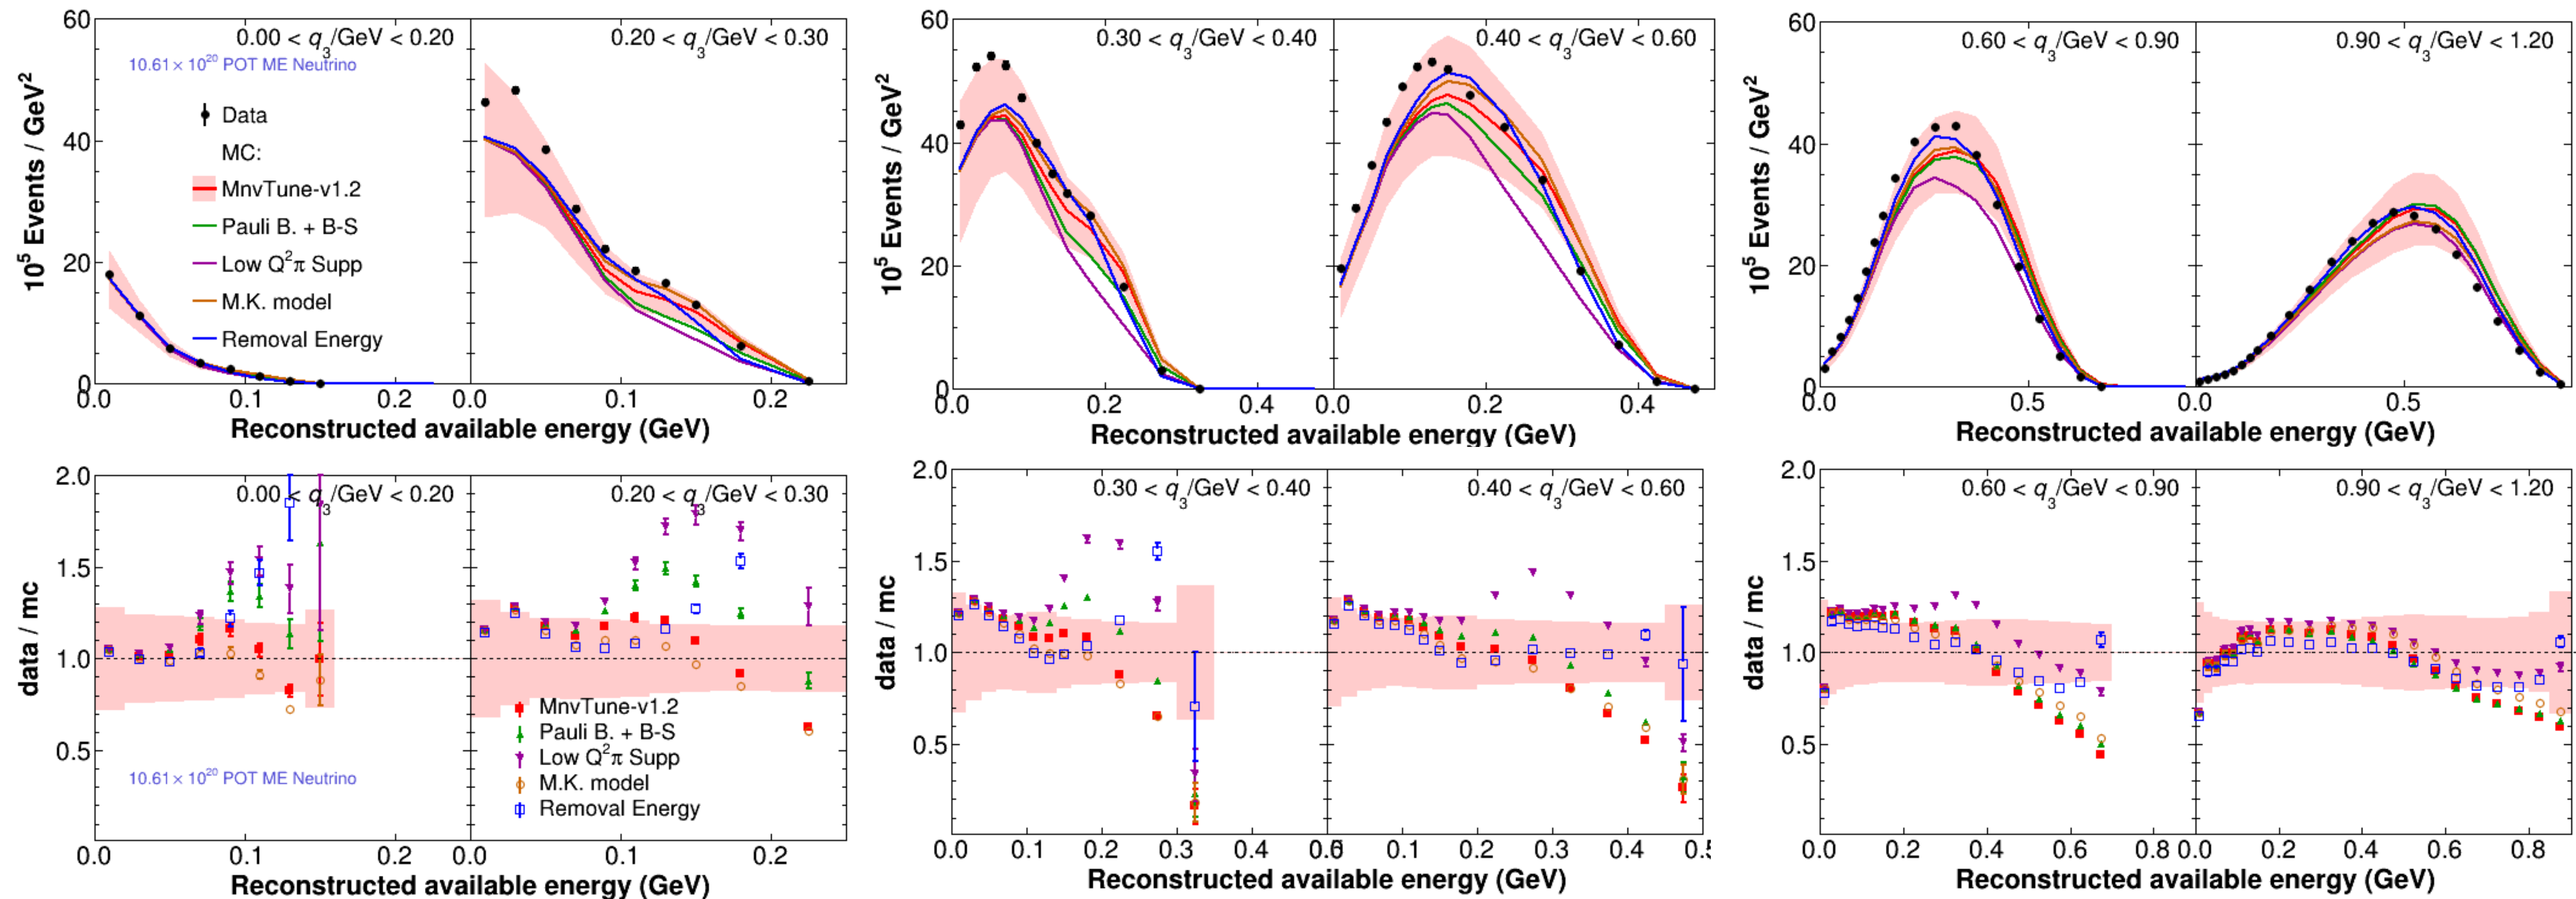 60
40
20
0
10⁵ Events / GeV²
0.00 < q₃/GeV < 0.20
10.61 × 10²⁰ POT ME Neutrino
Data
MC:
MnvTune-v1.2
Pauli B. + B-S
Low Q²π Supp
M.K. model
Removal Energy
0.20 < q₃/GeV < 0.30
0.0 0.1 0.2 0.0 0.1 0.2
Reconstructed available energy (GeV)
60
40
20
0
10⁵ Events / GeV²
0.30 < q₃/GeV < 0.40
0.40 < q₃/GeV < 0.60
0.0 0.2 0.4 0.0 0.2 0.4
Reconstructed available energy (GeV)
60
40
20
0
10⁵ Events / GeV²
0.60 < q₃/GeV < 0.90
0.90 < q₃/GeV < 1.20
0.0 0.5 0.0 0.5
Reconstructed available energy (GeV)
2.0
1.5
1.0
0.5
data / mc
0.00 < q₃/GeV < 0.20
10.61 × 10²⁰ POT ME Neutrino
0.20 < q₃/GeV < 0.30
MnvTune-v1.2
Pauli B. + B-S
Low Q²π Supp
M.K. model
Removal Energy
0.0 0.1 0.2 0.0 0.1 0.2
Reconstructed available energy (GeV)
2.0
1.5
1.0
0.5
data / mc
0.30 < q₃/GeV < 0.40
0.40 < q₃/GeV < 0.60
0.0 0.1 0.2 0.3 0.4 0.1 0.2 0.3 0.4
Reconstructed available energy (GeV)
2.0
1.5
1.0
0.5
data / mc
0.60 < q₃/GeV < 0.90
0.90 < q₃/GeV < 1.20
0.0 0.2 0.4 0.6 0.8 0.0 0.2 0.4 0.6 0.8
Reconstructed available energy (GeV)